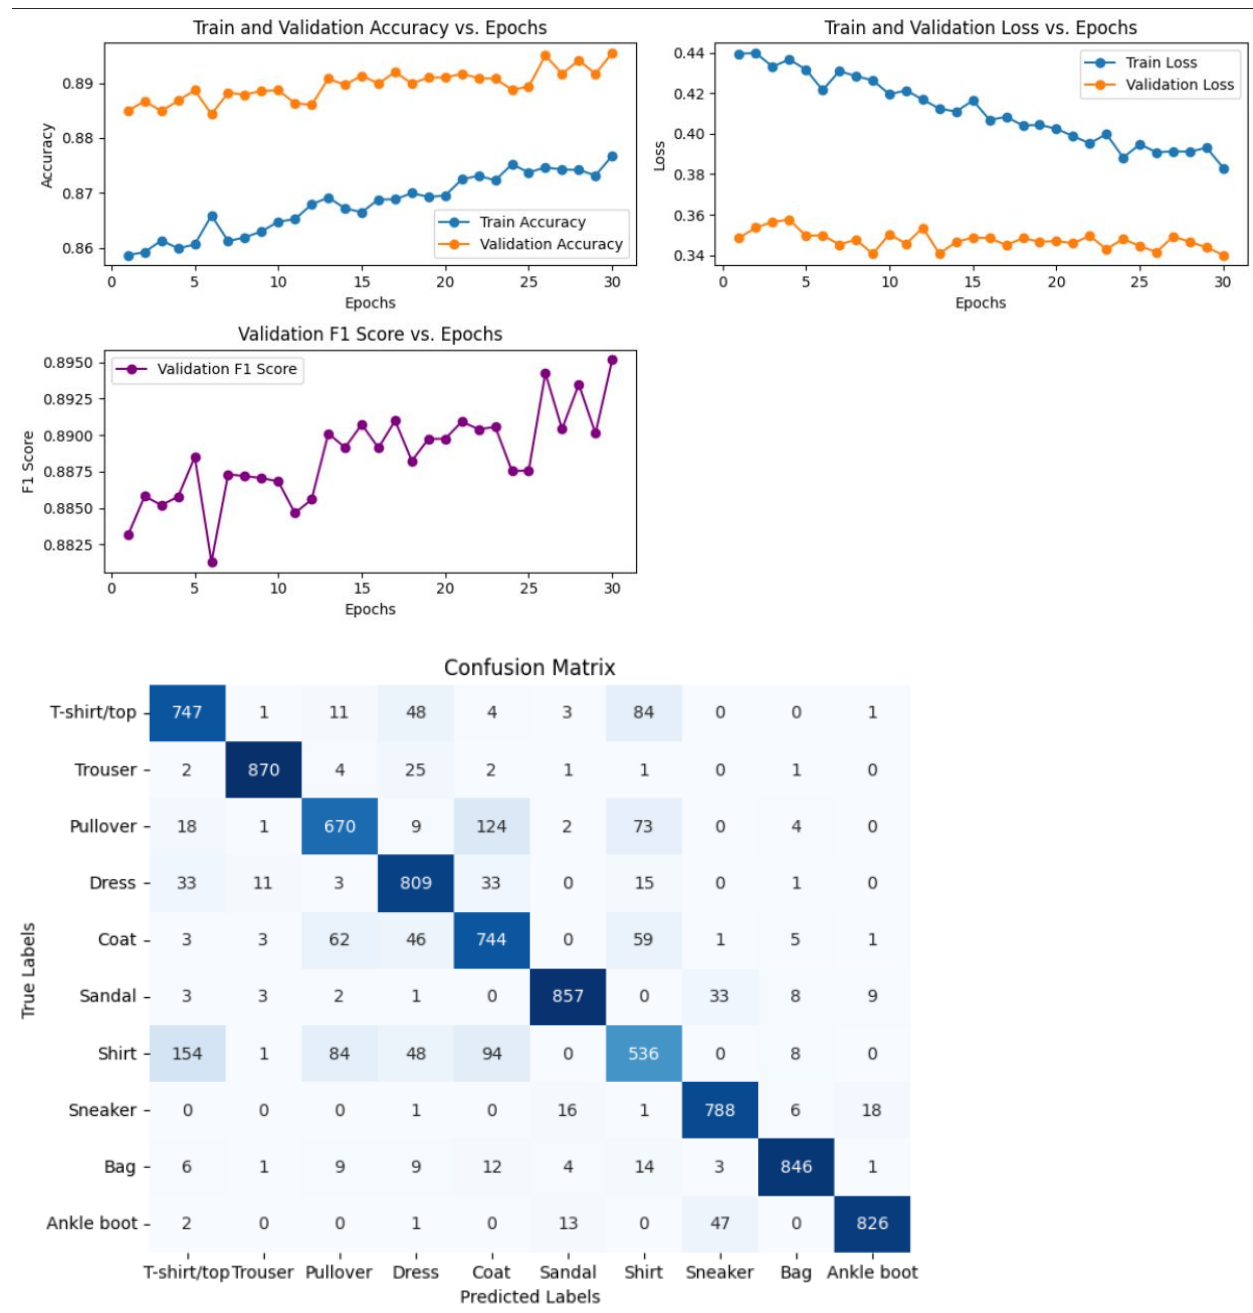 Train and Validation Accuracy vs. Epochs
0.89
0.88
0.87
0.86
Accuracy
Train Accuracy
Validation Accuracy
0 5 10 15 20 25 30
Epochs
Train and Validation Loss vs. Epochs
0.44
0.42
0.40
0.38
0.36
0.34
Loss
Train Loss
Validation Loss
0 5 10 15 20 25 30
Epochs
Validation F1 Score vs. Epochs
0.8950
0.8925
0.8900
0.8875
0.8850
0.8825
F1 Score
Validation F1 Score
0 5 10 15 20 25 30
Epochs
Confusion Matrix
True Labels
T-shirt/top 747 1 11 48 4 3 84 0 0 1
Trouser 2 870 4 25 2 1 1 0 1 0
Pullover 18 1 670 9 124 2 73 0 4 0
Dress 33 11 3 809 33 0 15 0 1 0
Coat 3 3 62 46 744 0 59 1 5 1
Sandal 3 3 2 1 0 857 0 33 8 9
Shirt 154 1 84 48 94 0 536 0 8 0
Sneaker 0 0 0 1 0 16 1 788 6 18
Bag 6 1 9 9 12 4 14 3 846 1
Ankle boot 2 0 0 1 0 13 0 47 0 826
T-shirt/top Trouser Pullover Dress Coat Sandal Shirt Sneaker Bag Ankle boot
Predicted Labels